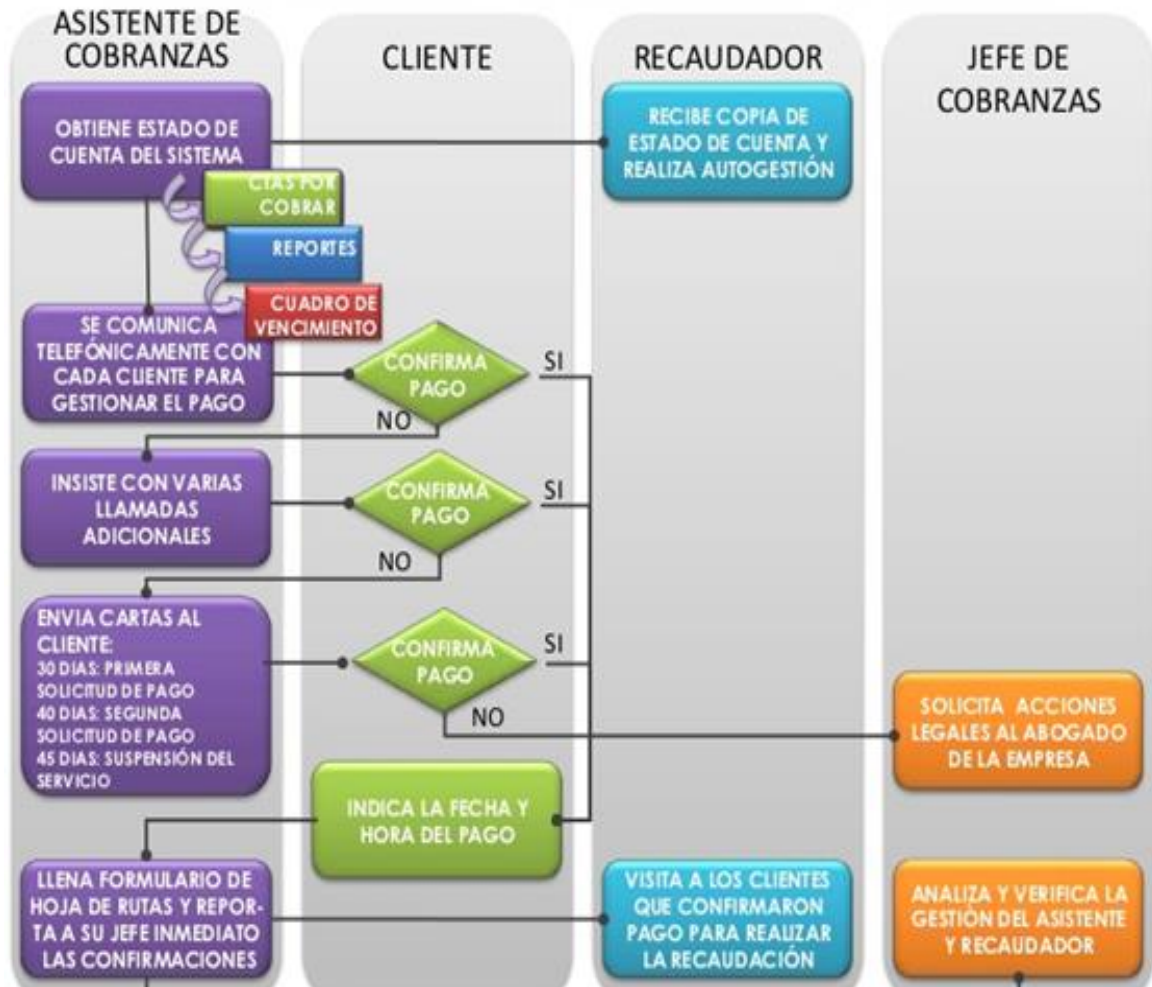 ASISTENTE DE
COBRANZAS
CLIENTE
RECAUDADOR
JEFE DE
COBRANZAS
OBTIENE ESTADO DE
CUENTA DEL SISTEMA
RECIBE COPIA DE
ESTADO DE CUENTA Y
REALIZA AUTOGESTIÓN
CTAS POR
COBRAR
REPORTES
CUADRO DE
VENCIMIENTO
SE COMUNICA
TELEFÓNICAMENTE CON
CADA CLIENTE PARA
GESTIONAR EL PAGO
CONFIRMA
PAGO
SI
NO
INSISTE CON VARIAS
LLAMADAS
ADICIONALES
CONFIRMA
PAGO
SI
NO
ENVIA CARTAS AL
CLIENTE:
30 DIAS: PRIMERA
SOLICITUD DE PAGO
40 DIAS: SEGUNDA
SOLICITUD DE PAGO
45 DIAS: SUSPENSIÓN DEL
SERVICIO
CONFIRMA
PAGO
SI
NO
SOLICITA ACCIONES
LEGALES AL ABOGADO
DE LA EMPRESA
INDICA LA FECHA Y
HORA DEL PAGO
LLENA FORMULARIO DE
HOJA DE RUTAS Y REPOR-
TA A SU JEFE INMEDIATO
LAS CONFIRMACIONES
VISITA A LOS CLIENTES
QUE CONFIRMARON
PAGO PARA REALIZAR
LA RECAUDACIÓN
ANALIZA Y VERIFICA LA
GESTIÓN DEL ASISTENTE
Y RECAUDADOR